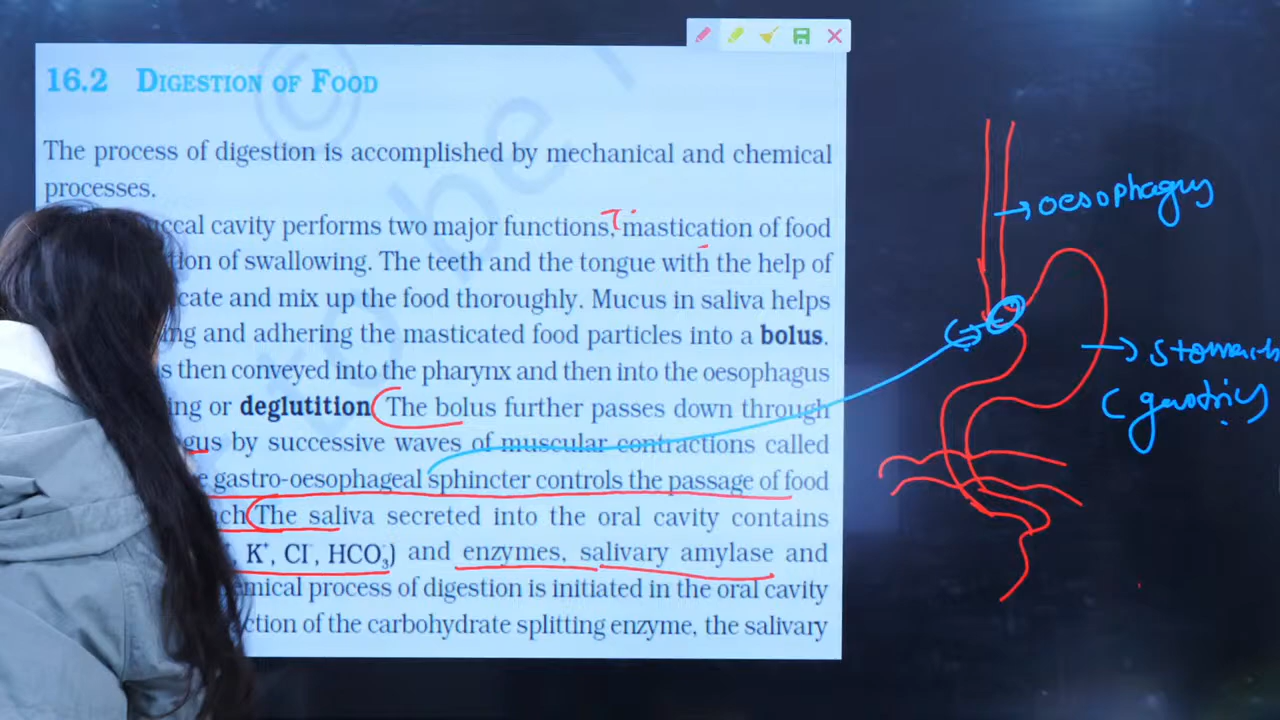 16.2 DIGESTION OF FOOD
The process of digestion is accomplished by mechanical and chemical
processes.
ccal cavity performs two major functions, mastication of food
tion of swallowing. The teeth and the tongue with the help of
cate and mix up the food thoroughly. Mucus in saliva helps
ing and adhering the masticated food particles into a bolus.
s then conveyed into the pharynx and then into the oesophagus
ing or deglutition. The bolus further passes down through
gus by successive waves of muscular contractions called
e gastro-oesophageal sphincter controls the passage of food
ch. The saliva secreted into the oral cavity contains
, K⁺, Cl⁻, HCO₃⁻) and enzymes, salivary amylase and
emical process of digestion is initiated in the oral cavity
ction of the carbohydrate splitting enzyme, the salivary
oesophagus
stomach
(gastric)
©
to be r